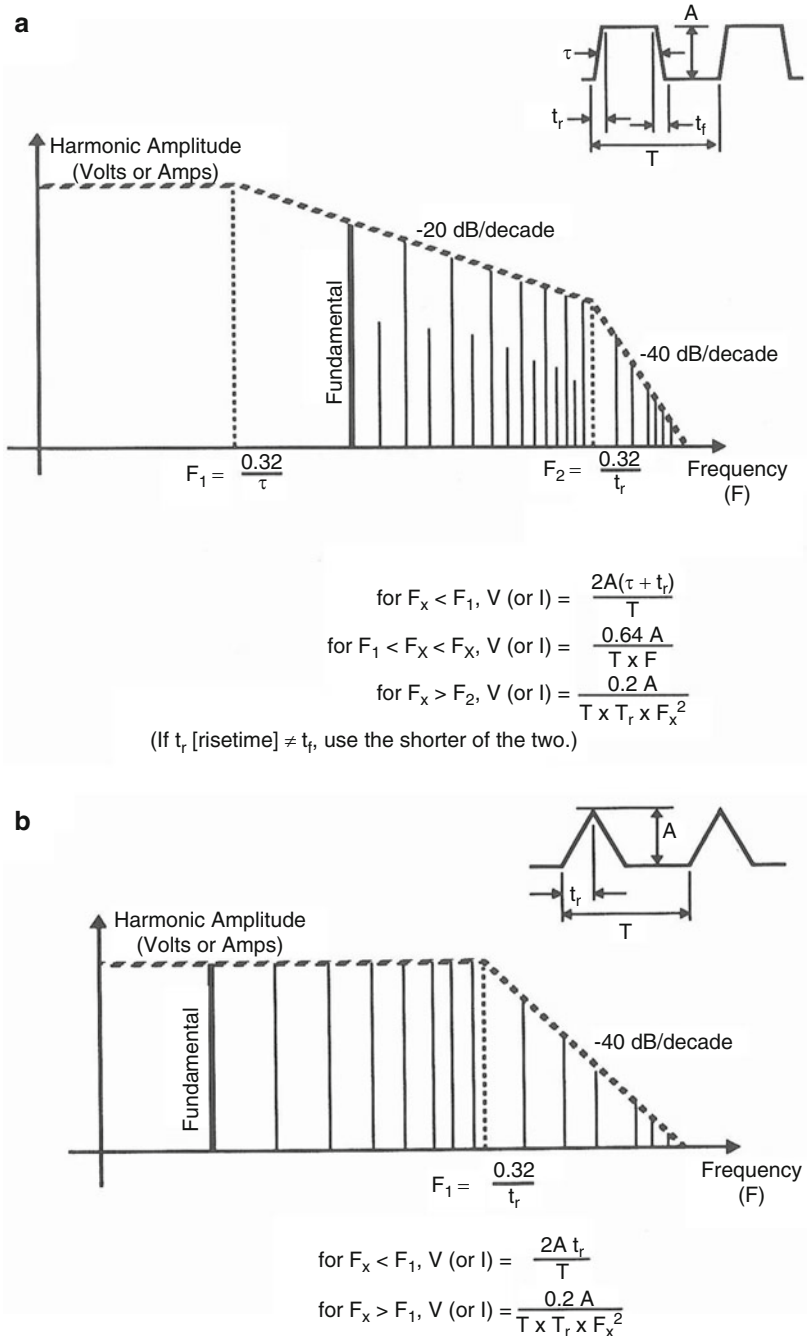 a
A
τ
t_r
t_f
T
Harmonic Amplitude
(Volts or Amps)
-20 dB/decade
Fundamental
-40 dB/decade
F_1 = 0.32/τ
F_2 = 0.32/t_r
Frequency
(F)
for F_x < F_1, V (or I) = 2A(τ + t_r)/T
for F_1 < F_X < F_X, V (or I) = 0.64 A/T x F
for F_x > F_2, V (or I) = 0.2 A/T x T_r x F_x^2
(If t_r [risetime] ≠ t_f, use the shorter of the two.)
b
A
t_r
T
Harmonic Amplitude
(Volts or Amps)
Fundamental
-40 dB/decade
F_1 = 0.32/t_r
Frequency
(F)
for F_x < F_1, V (or I) = 2A t_r/T
for F_x > F_1, V (or I) = 0.2 A/T x T_r x F_x^2